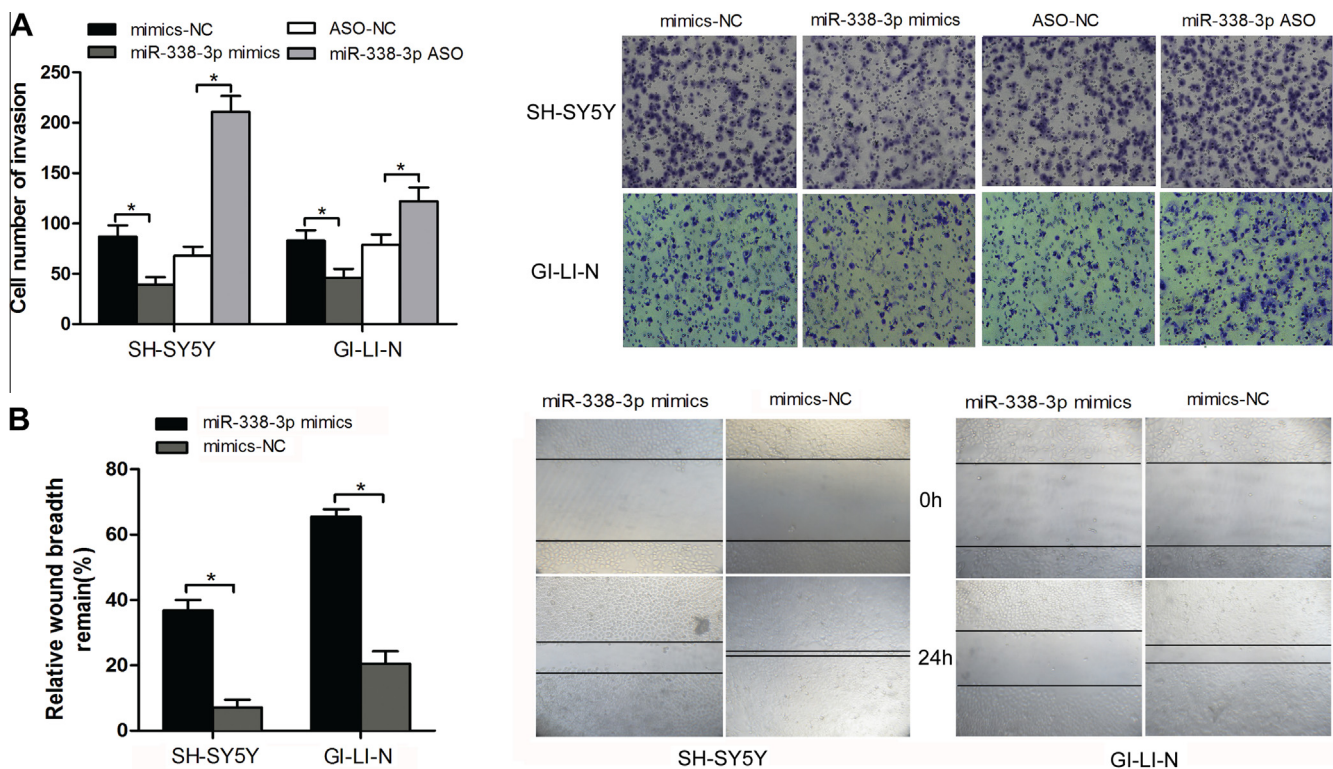 A
mimics-NC
ASO-NC
miR-338-3p mimics
miR-338-3p ASO
Cell number of invasion
250
200
150
100
50
0
*
*
*
*
SH-SY5Y
GI-LI-N
mimics-NC
miR-338-3p mimics
ASO-NC
miR-338-3p ASO
SH-SY5Y
GI-LI-N
B
miR-338-3p mimics
mimics-NC
Relative wound breadth
remain(%)
80
60
40
20
0
*
*
SH-SY5Y
GI-LI-N
miR-338-3p mimics
mimics-NC
miR-338-3p mimics
mimics-NC
0h
24h
SH-SY5Y
GI-LI-N